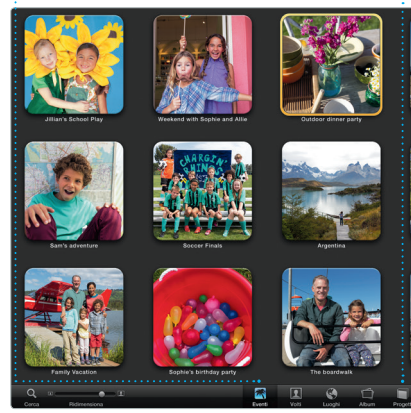 Jillian's School Play
Weekend with Sophie and Allie
Outdoor dinner party
CHARGIN'
Sam's adventure
Soccer Finals
Argentina
Family Vacation
Sophie's birthday party
The boardwalk
Cerca
Ridimensiona
Eventi
Volti
Luoghi
Album
Progett